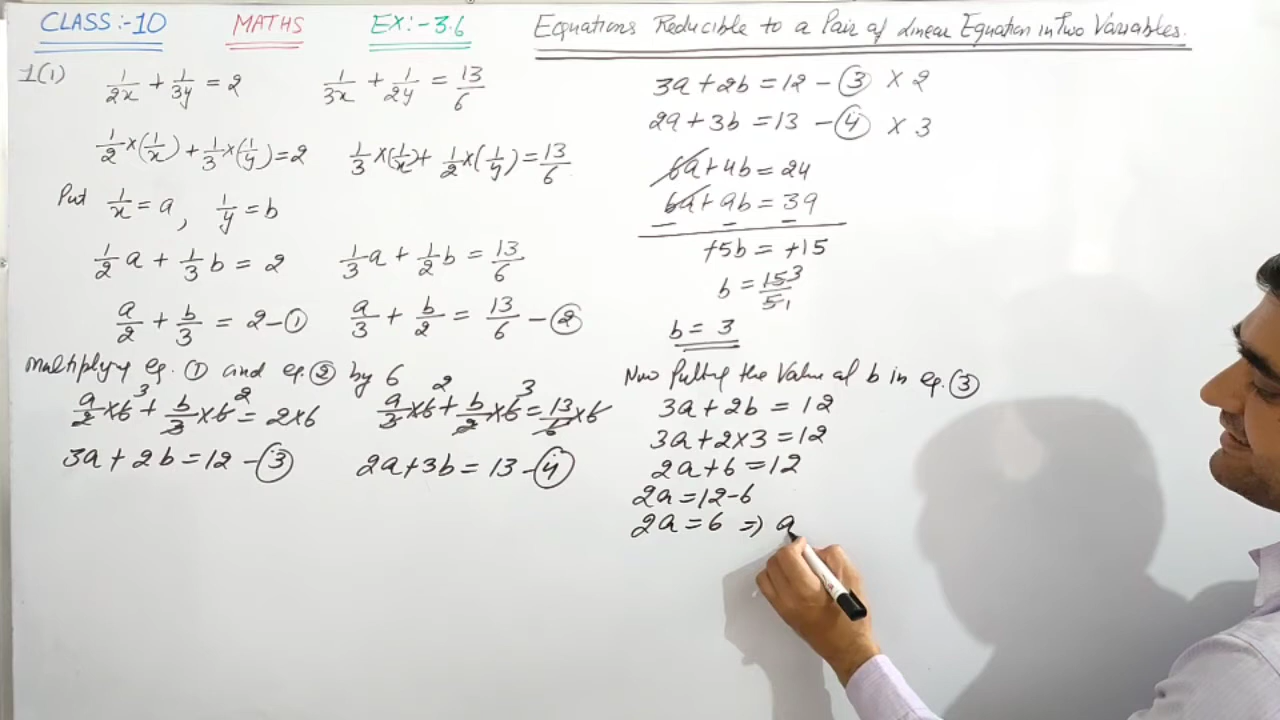 CLASS:-10 MATHS EX:-3.6 Equations Reducible to a Pair of Linear Equation in Two Variables.
1(i) 1/2x + 1/3y = 2 1/3x + 1/2y = 13/6
1/2 × (1/x) + 1/3 × (1/y) = 2 1/3 × (1/x) + 1/2 × (1/y) = 13/6
Put 1/x = a, 1/y = b
1/2 a + 1/3 b = 2 1/3 a + 1/2 b = 13/6
a/2 + b/3 = 2 - ① a/3 + b/2 = 13/6 - ②
Multiply eq. ① and eq. ② by 6
a/2 × 6 3 + b/3 × 6 2 = 2×6 a/3 × 6 2 + b/2 × 6 3 = 13/6 × 6
3a + 2b = 12 - ③ 2a + 3b = 13 - ④
3a + 2b = 12 - ③ × 2
2a + 3b = 13 - ④ × 3
6a + 4b = 24
6a + 9b = 39
- - -
+5b = +15
b = 15/5 3 1
b = 3
Now Putting the Value of b in eq. ③
3a + 2b = 12
3a + 2×3 = 12
2a + 6 = 12
2a = 12-6
2a = 6 => a